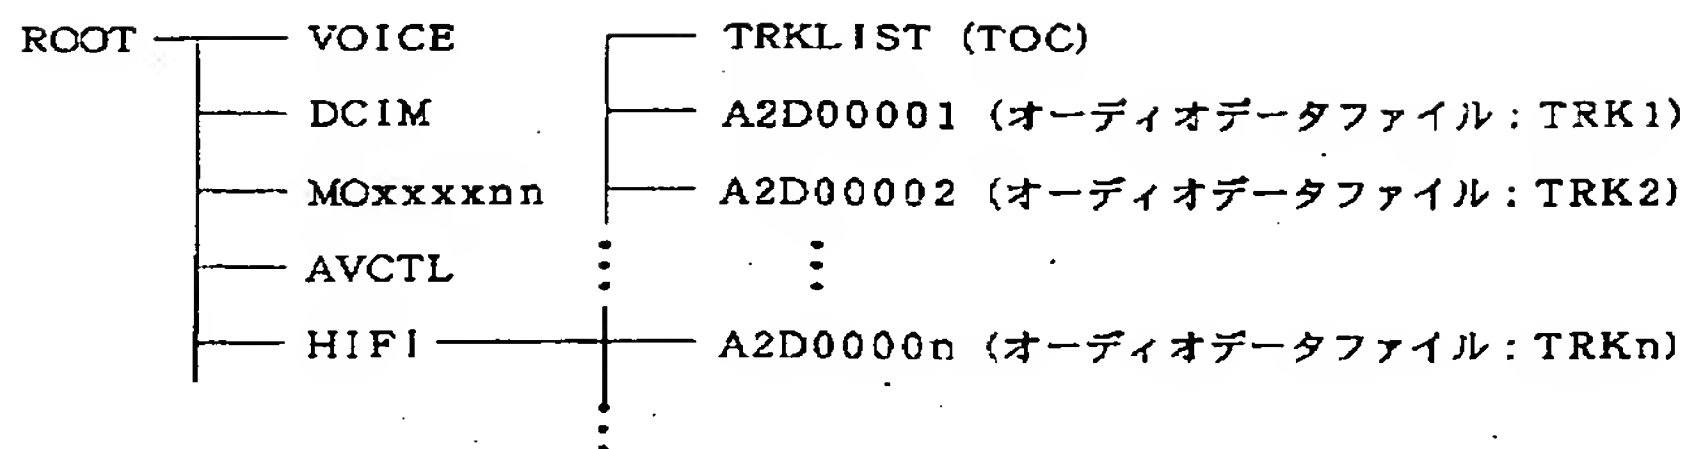 ROOT VOICE TRKLIST (TOC)
DCIM A2D00001 (オーディオデータファイル:TRK1)
MOxxxxnn A2D00002 (オーディオデータファイル:TRK2)
AVCTL
HIFI A2D0000n (オーディオデータファイル:TRKn)